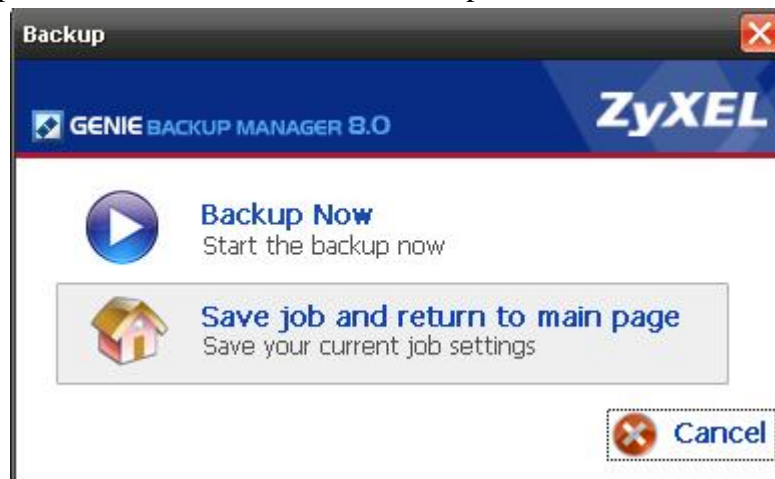 Backup
GENIE BACKUP MANAGER 8.0
ZyXEL
Backup Now
Start the backup now
Save job and return to main page
Save your current job settings
Cancel